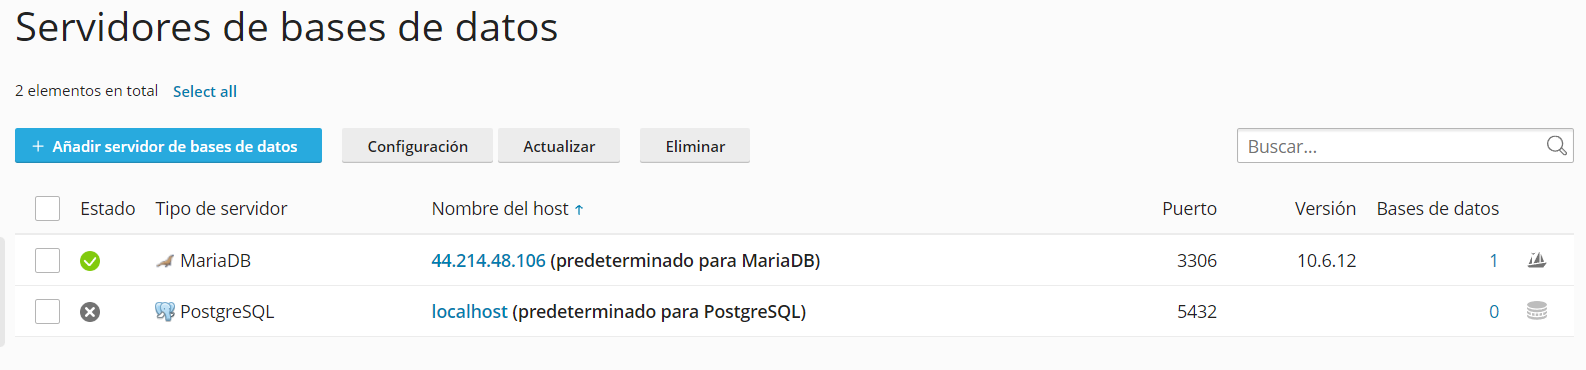 Servidores de bases de datos
2 elementos en total Select all
+ Añadir servidor de bases de datos Configuración Actualizar Eliminar Buscar...
Estado Tipo de servidor Nombre del host ↑ Puerto Versión Bases de datos
MariaDB 44.214.48.106 (predeterminado para MariaDB) 3306 10.6.12 1
PostgreSQL localhost (predeterminado para PostgreSQL) 5432 0